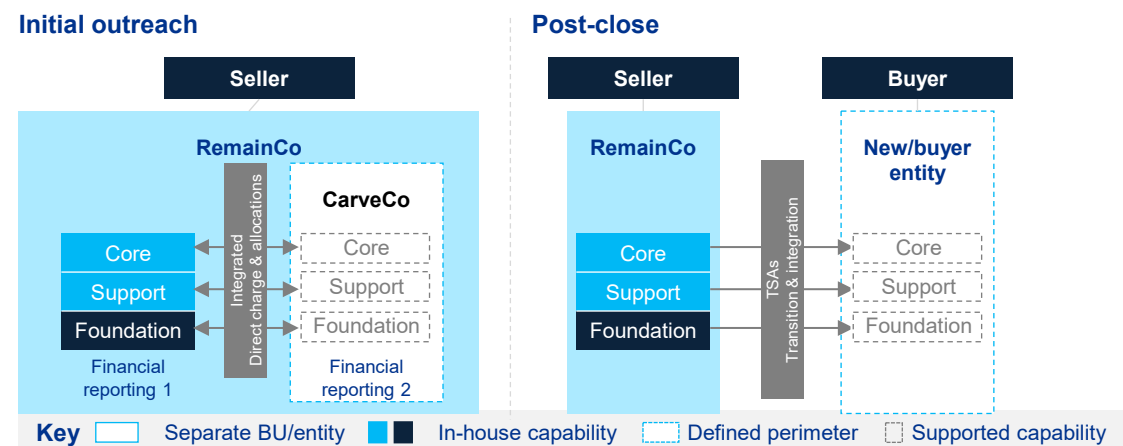 Initial outreach
Seller
RemainCo
Integrated
Direct charge & allocations
CarveCo
Core
Support
Foundation
Core
Support
Foundation
Financial
reporting 1
Financial
reporting 2
Post-close
Seller
Buyer
RemainCo
New/buyer
entity
TSAs
Transition & integration
Core
Support
Foundation
Core
Support
Foundation
Key
Separate BU/entity
In-house capability
Defined perimeter
Supported capability